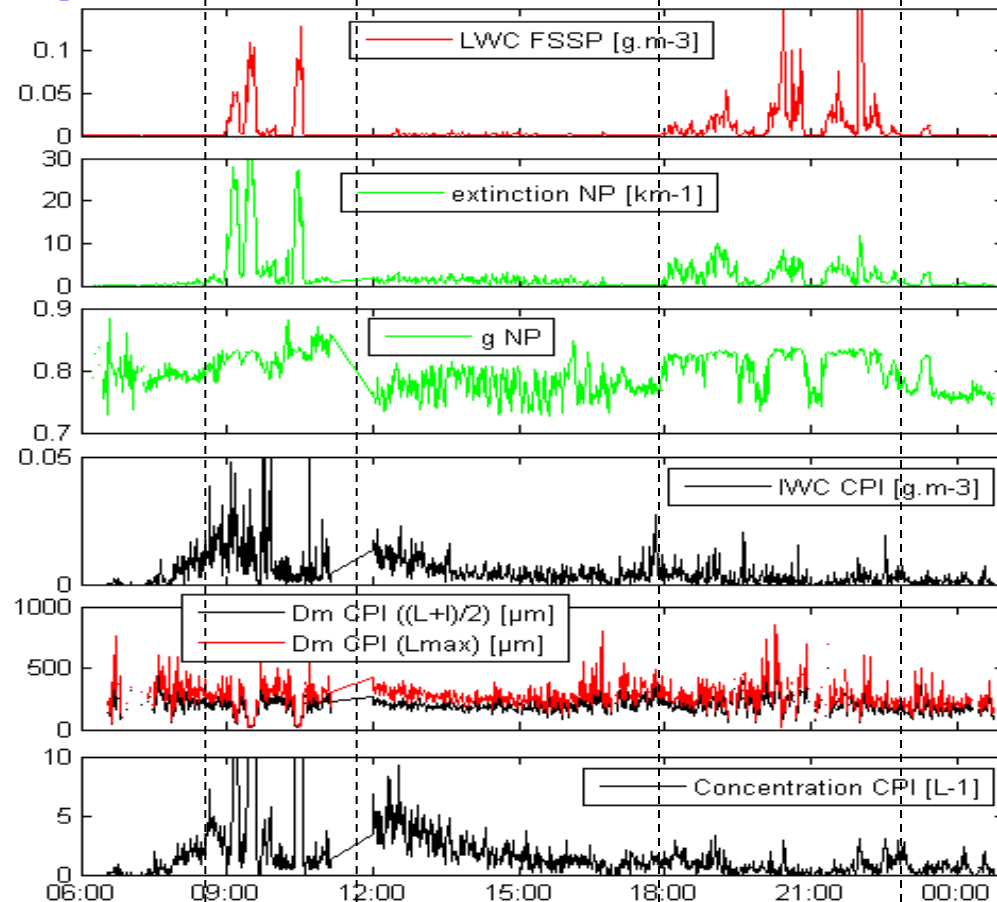 0.1
0.05
0
LWC FSSP [g.m-3]
30
20
10
0
extinction NP [km-1]
0.9
0.8
0.7
g NP
0.05
0
IWC CPI [g.m-3]
1000
500
0
Dm CPI ((L+l)/2) [µm]
Dm CPI (Lmax) [µm]
10
5
0
Concentration CPI [L-1]
06:00 09:00 12:00 15:00 18:00 21:00 00:00